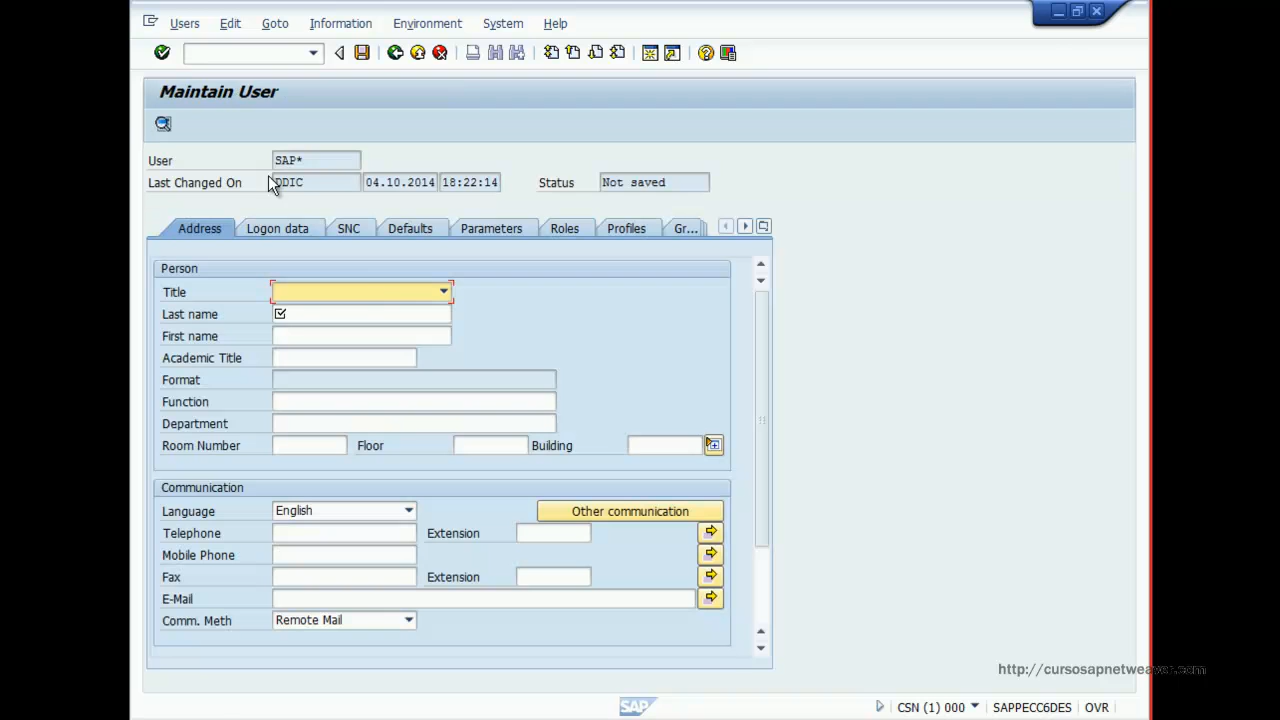 Users Edit Goto Information Environment System Help
Maintain User
User SAP*
Last Changed On DDIC 04.10.2014 18:22:14 Status Not saved
Address Logon data SNC Defaults Parameters Roles Profiles Gr...
Person
Title
Last name
First name
Academic Title
Format
Function
Department
Room Number Floor Building
Communication
Language English Other communication
Telephone Extension
Mobile Phone
Fax Extension
E-Mail
Comm. Meth Remote Mail
http://cursosapnetweaver.com
SAP CSN (1) 000 SAPPECC6DES OVR